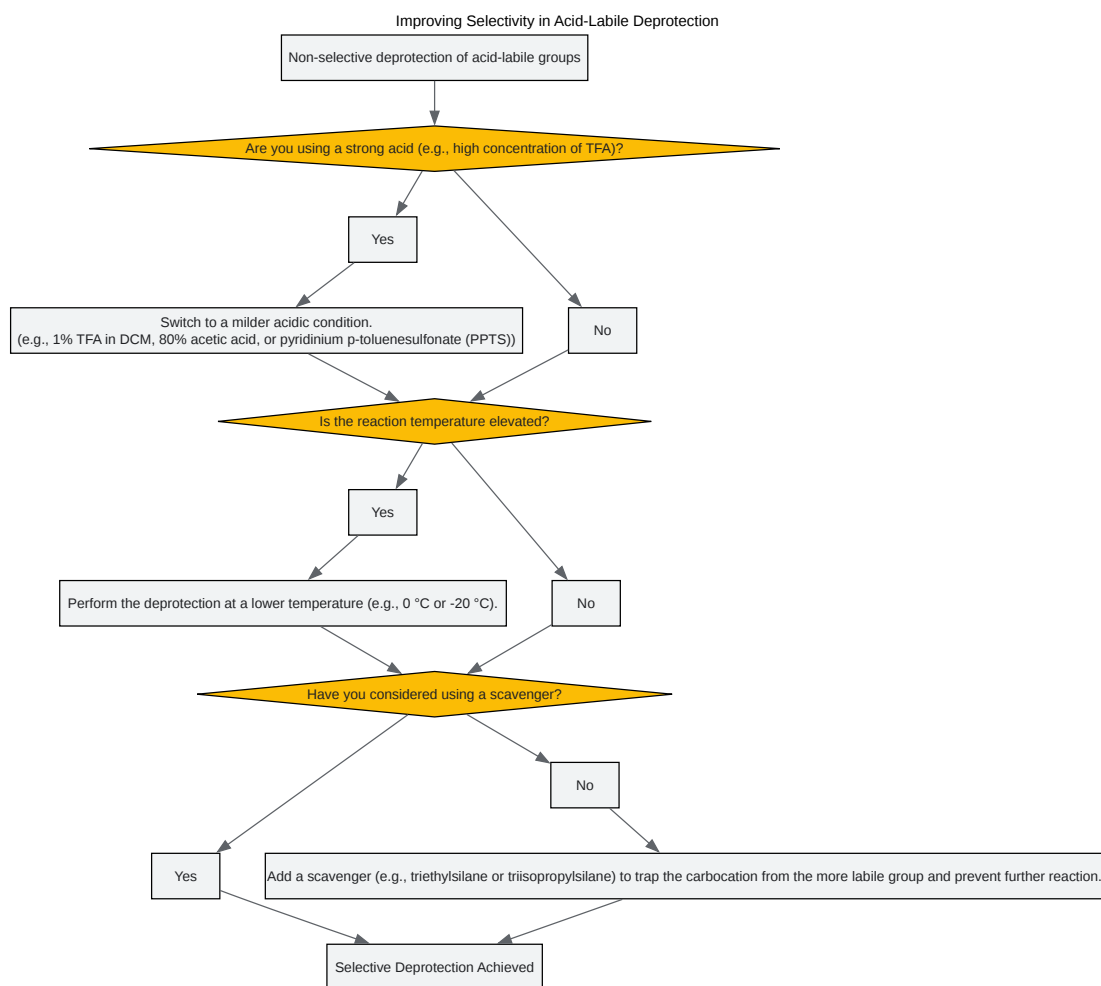 Improving Selectivity in Acid-Labile Deprotection
Non-selective deprotection of acid-labile groups
Are you using a strong acid (e.g., high concentration of TFA)?
Yes
Switch to a milder acidic condition.
(e.g., 1% TFA in DCM, 80% acetic acid, or pyridinium p-toluenesulfonate (PPTS))
No
Is the reaction temperature elevated?
Yes
Perform the deprotection at a lower temperature (e.g., 0 °C or -20 °C).
No
Have you considered using a scavenger?
No
Yes
Add a scavenger (e.g., triethylsilane or triisopropylsilane) to trap the carbocation from the more labile group and prevent further reaction.
Selective Deprotection Achieved